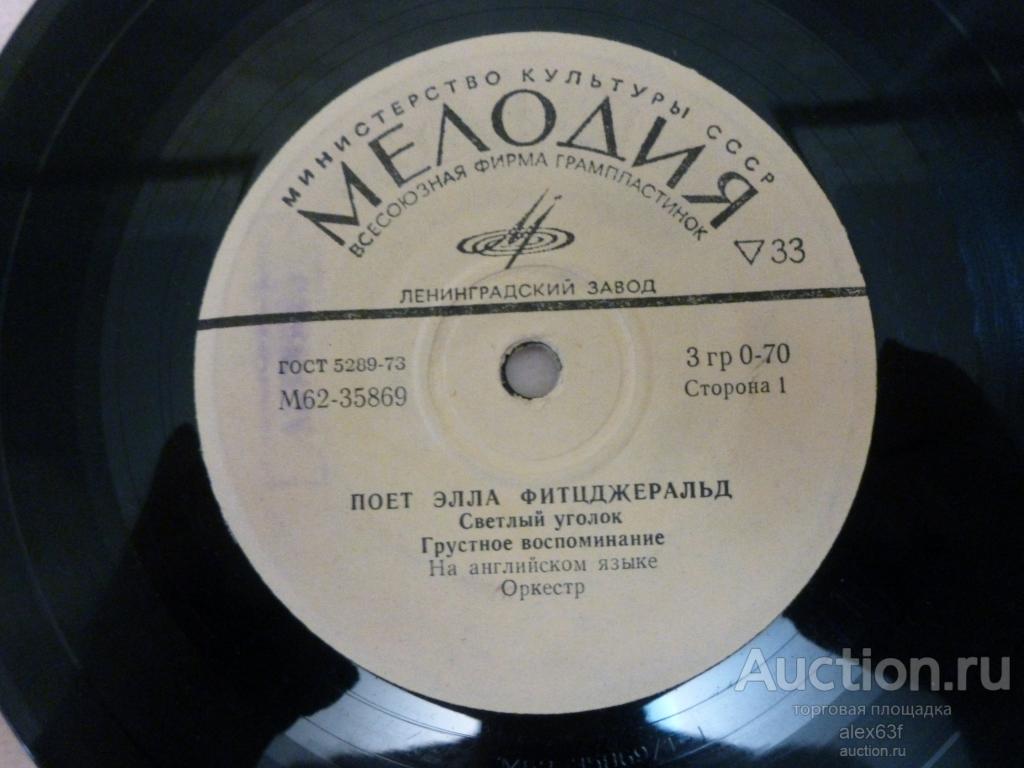 МИНИСТЕРСТВО КУЛЬТУРЫ СССР
МЕЛОДИЯ
ВСЕСОЮЗНАЯ ФИРМА ГРАМПЛАСТИНОК
▽33
ЛЕНИНГРАДСКИЙ ЗАВОД
ГОСТ 5289-73
М62-35869
3 гр 0-70
Сторона 1
ПОЕТ ЭЛЛА ФИТЦДЖЕРАЛЬД
Светлый уголок
Грустное воспоминание
На английском языке
Оркестр
Auction.ru
торговая площадка
alex63f
auction.ru